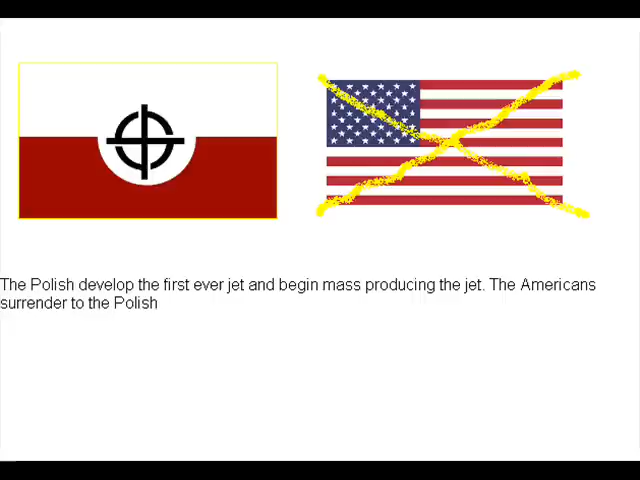 The Polish develop the first ever jet and begin mass producing the jet. The Americans
surrender to the Polish